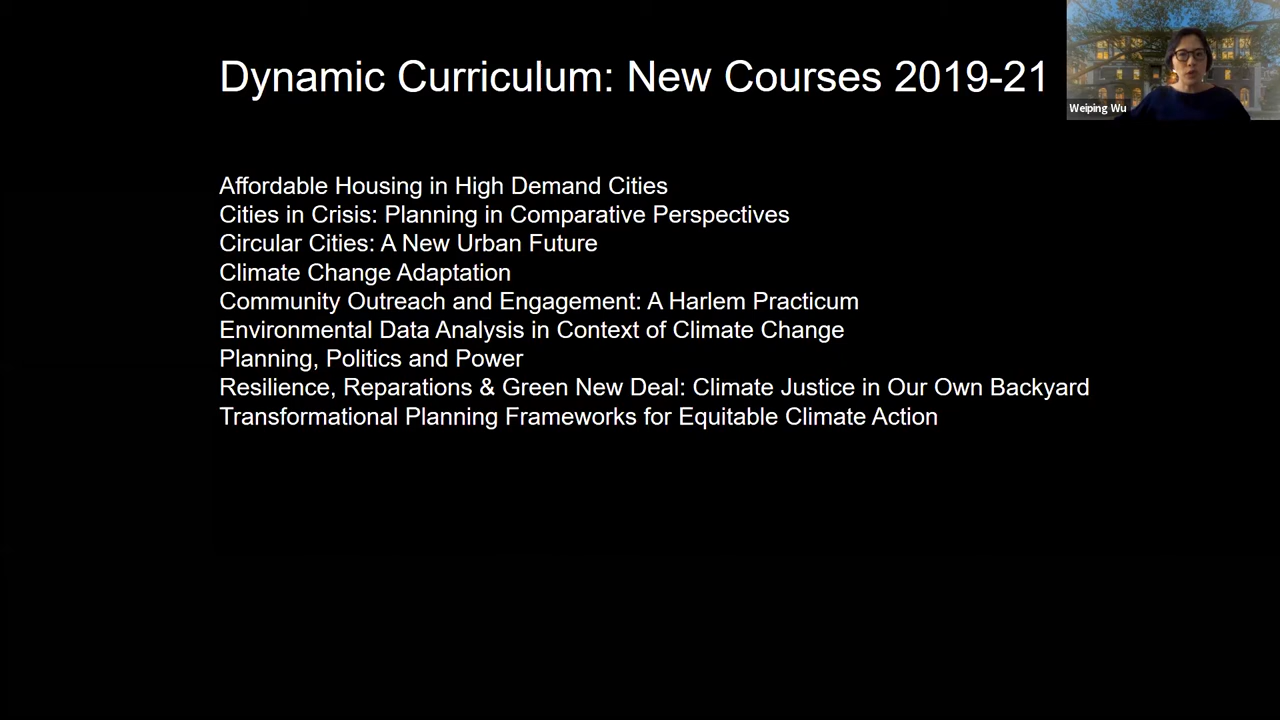 Dynamic Curriculum: New Courses 2019-21
Weiping Wu
Affordable Housing in High Demand Cities
Cities in Crisis: Planning in Comparative Perspectives
Circular Cities: A New Urban Future
Climate Change Adaptation
Community Outreach and Engagement: A Harlem Practicum
Environmental Data Analysis in Context of Climate Change
Planning, Politics and Power
Resilience, Reparations & Green New Deal: Climate Justice in Our Own Backyard
Transformational Planning Frameworks for Equitable Climate Action